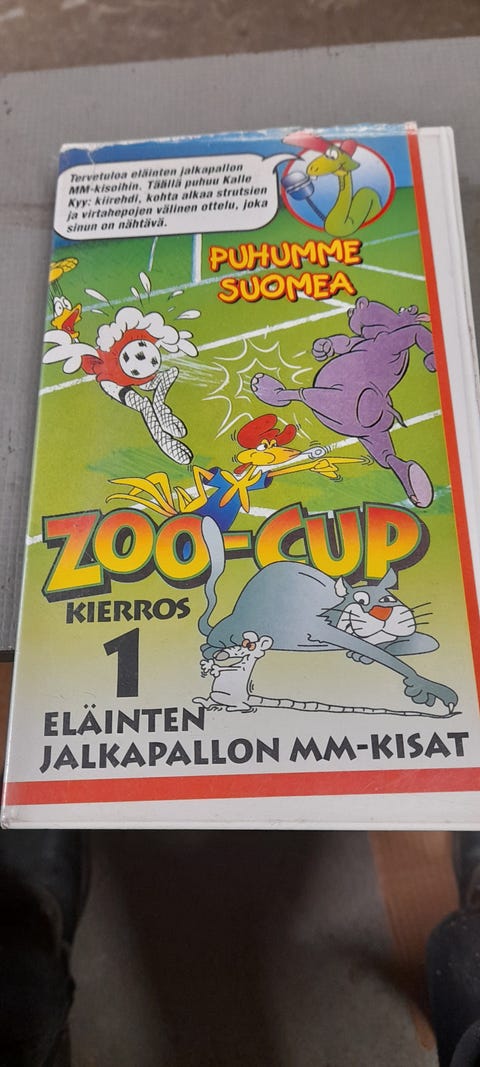 Tervetuloa eläinten jalkapallon
MM-kisoihin. Täällä puhuu Kalle
Kyy: kiirehdi, kohta alkaa strutsien
ja virtahepojen välinen ottelu, joka
sinun on nähtävä.
PUHUMME
SUOMEA
ZOO-CUP
KIERROS
1
ELÄINTEN
JALKAPALLON MM-KISAT